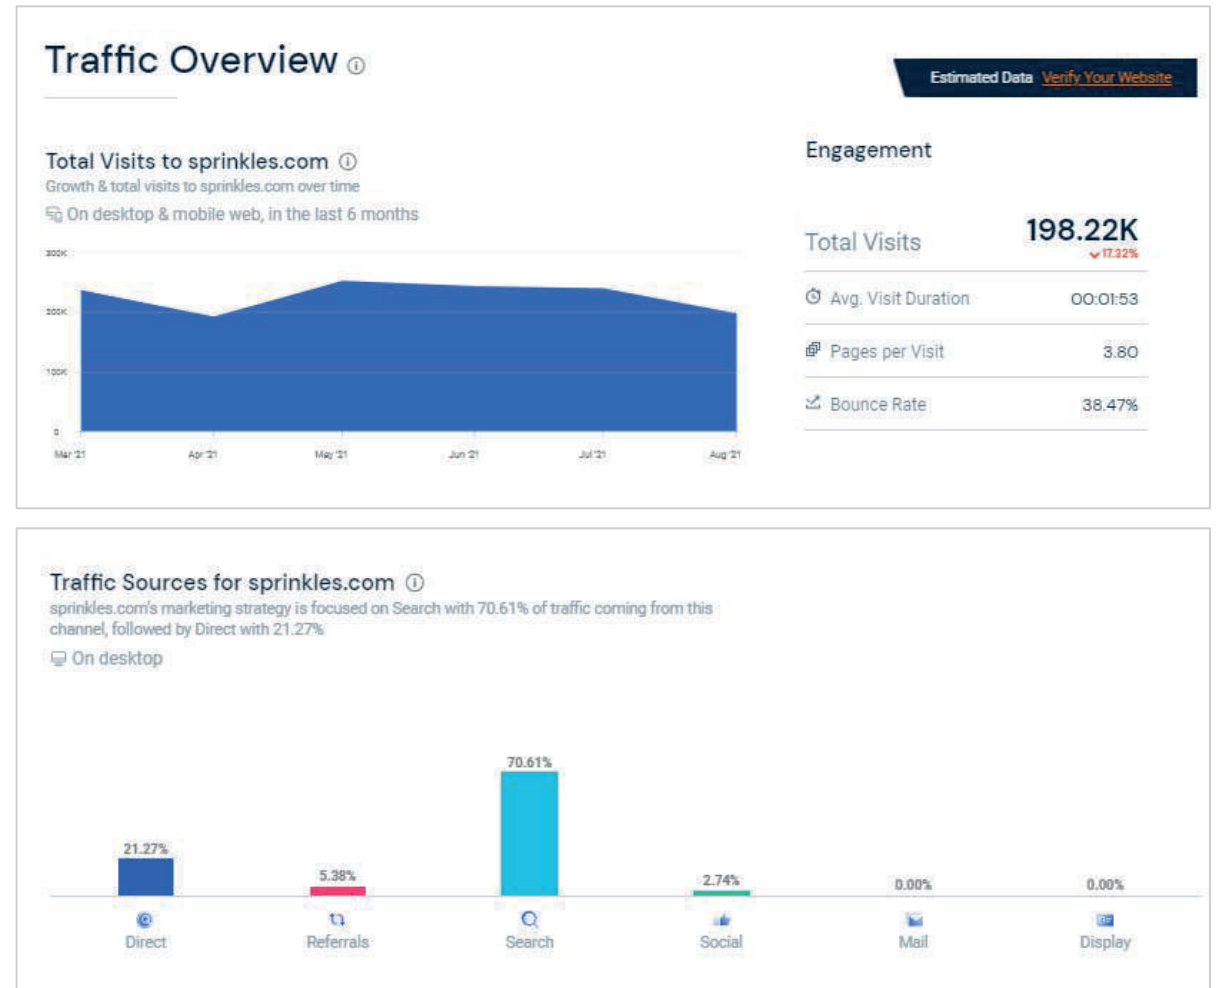 Traffic Overview
Estimated Data Verify Your Website
Total Visits to sprinkles.com
Growth & total visits to sprinkles.com over time
On desktop & mobile web, in the last 6 months
300K
200K
100K
0
Mar '21 Apr '21 May '21 Jun 21 Jul '21 Aug '21
Engagement
Total Visits 198.22K
17.32%
Avg. Visit Duration 00:01:53
Pages per Visit 3.80
Bounce Rate 38.47%
Traffic Sources for sprinkles.com
sprinkles.com's marketing strategy is focused on Search with 70.61% of traffic coming from this
channel, followed by Direct with 21.27%
On desktop
21.27% 5.38% 70.61% 2.74% 0.00% 0.00%
Direct Referrals Search Social Mail Display